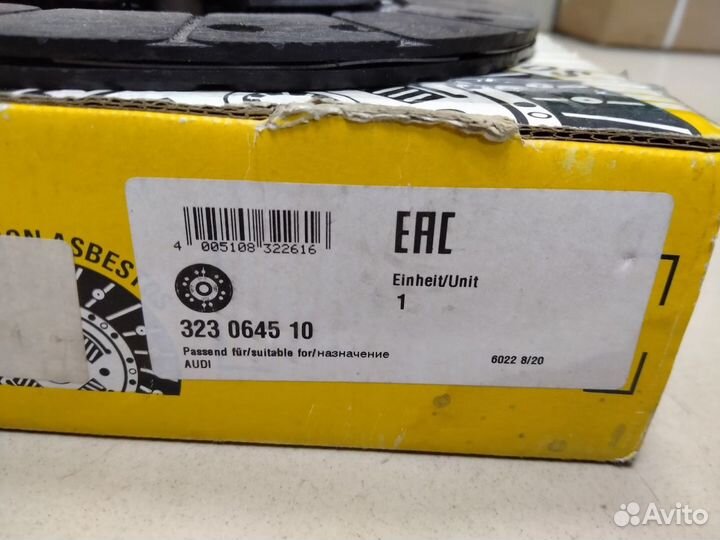 ON ASBES
4 005108 322616
EAC
Einheit/Unit
1
323 0645 10
Passend für/suitable for/назначение
AUDI
6022 8/20
Avito